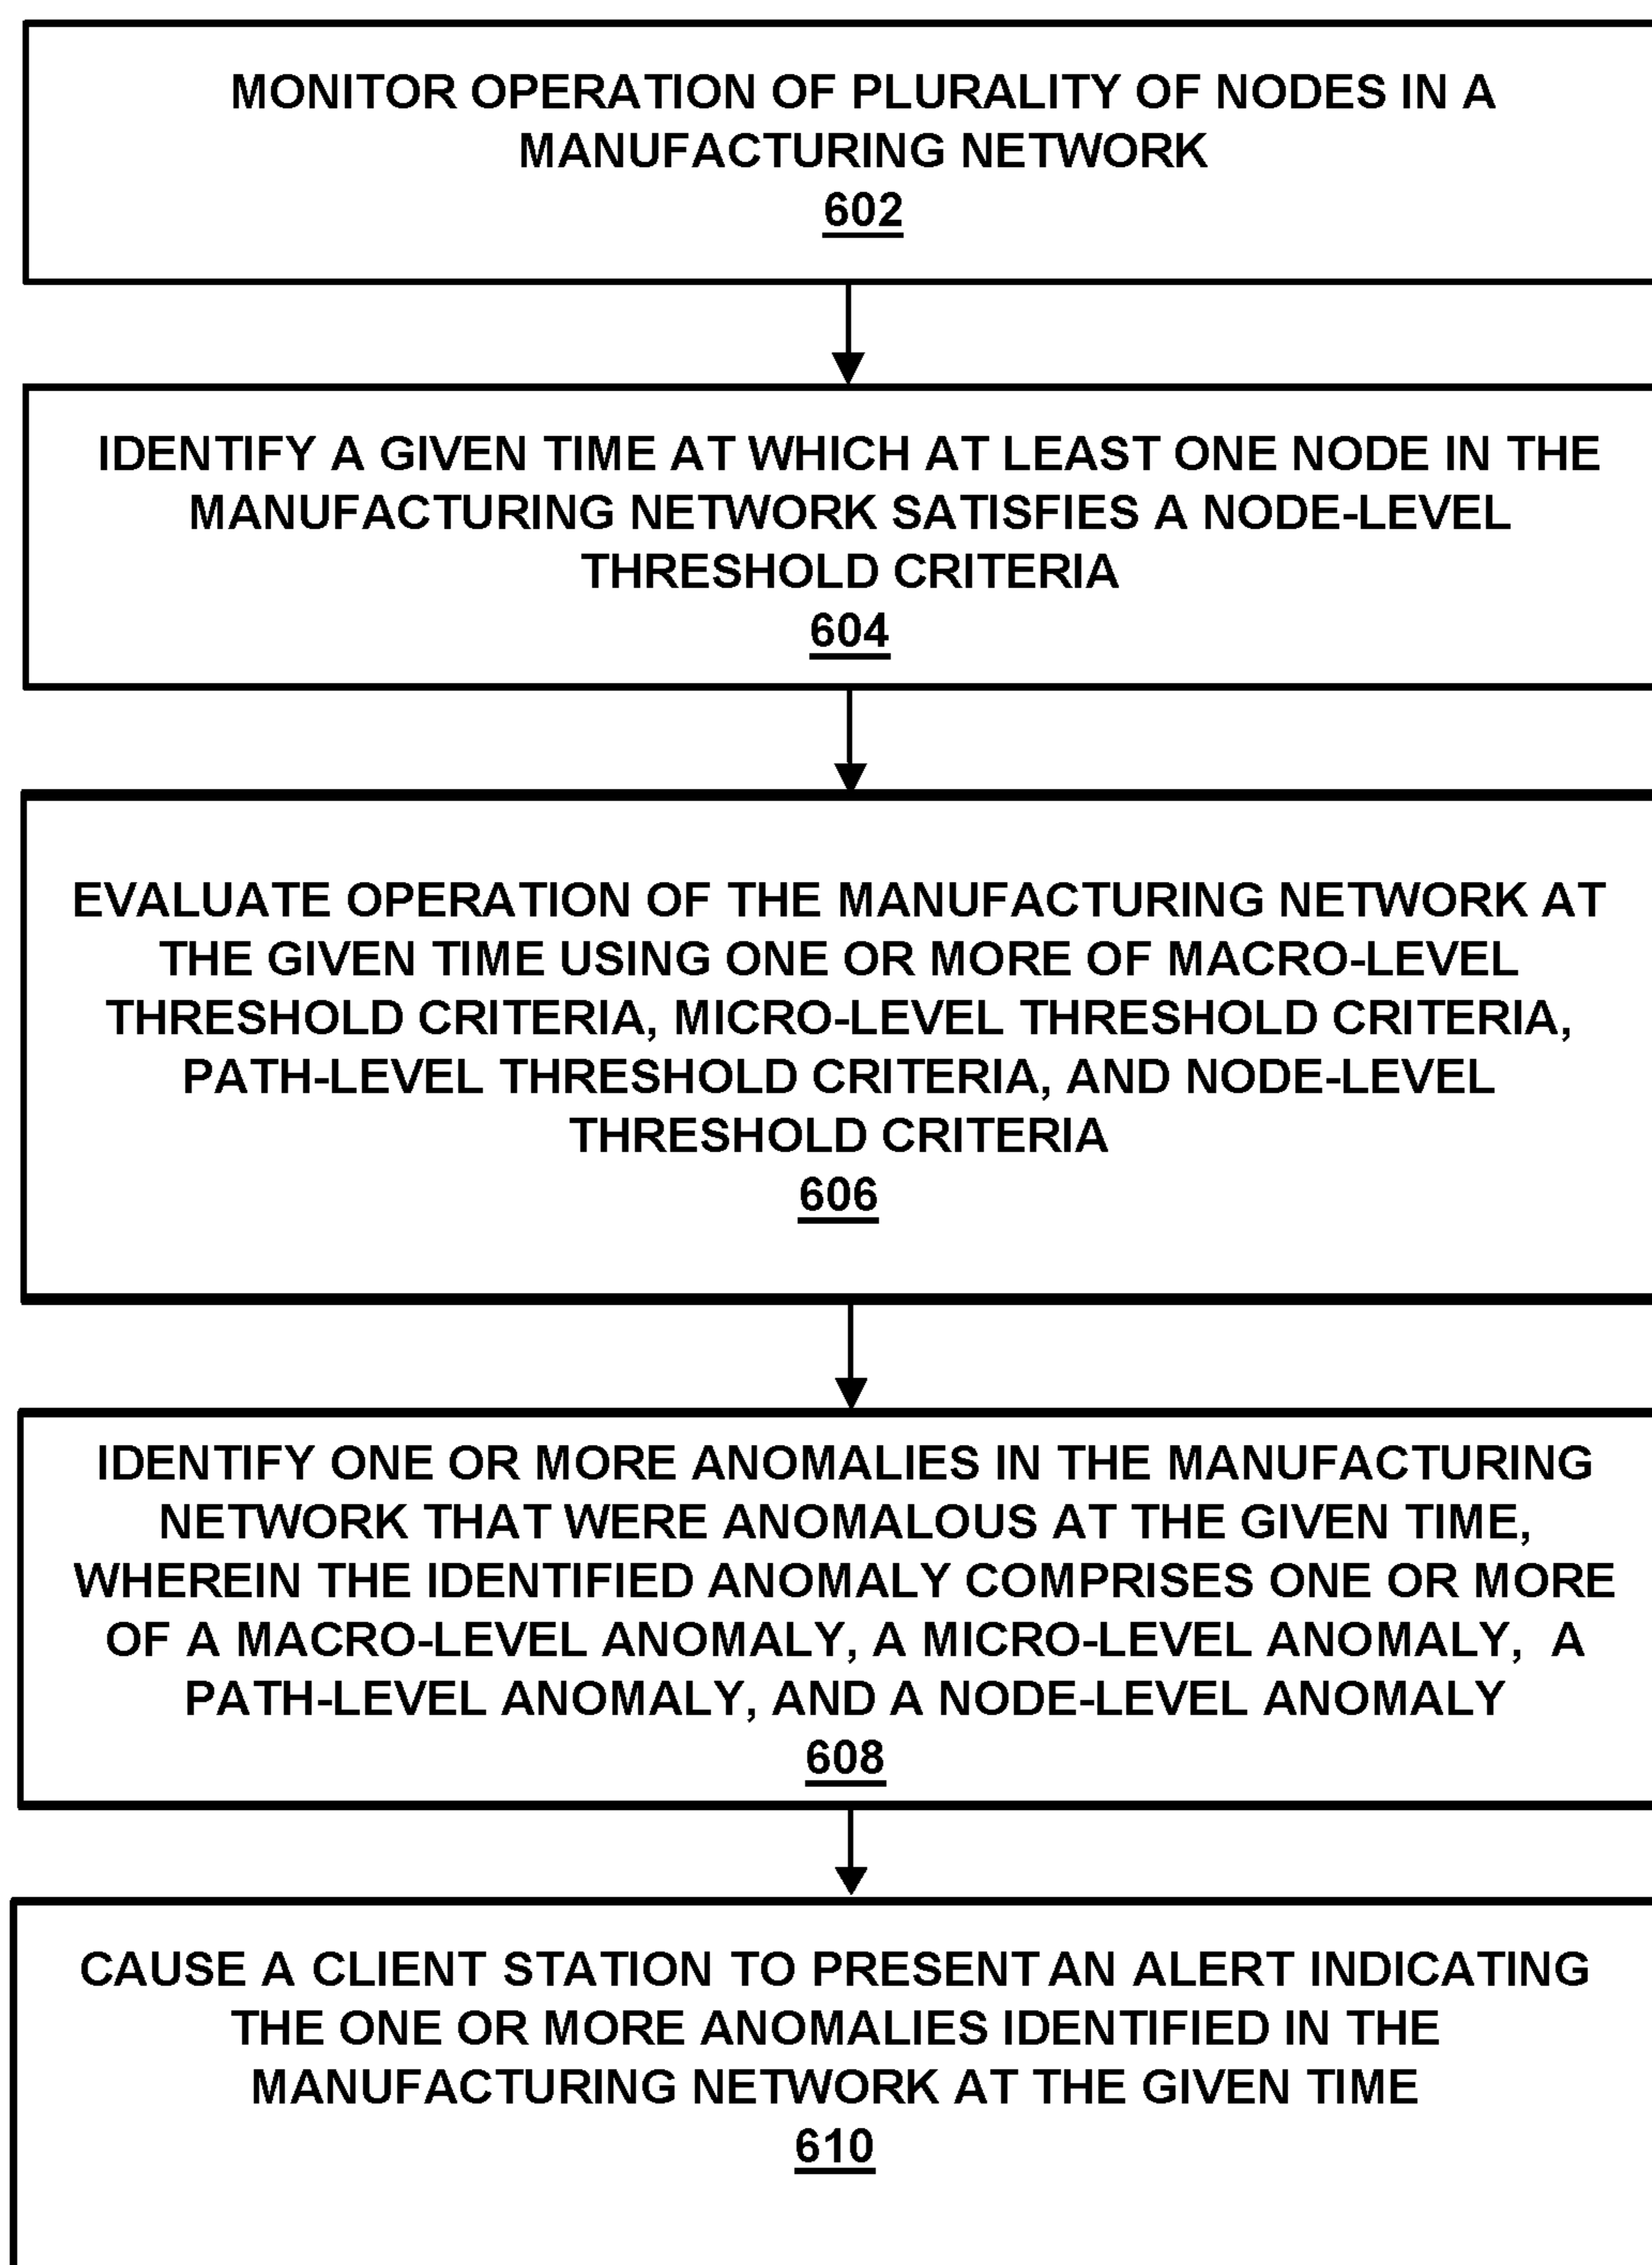 MONITOR OPERATION OF PLURALITY OF NODES IN A
MANUFACTURING NETWORK
602
IDENTIFY A GIVEN TIME AT WHICH AT LEAST ONE NODE IN THE
MANUFACTURING NETWORK SATISFIES A NODE-LEVEL
THRESHOLD CRITERIA
604
EVALUATE OPERATION OF THE MANUFACTURING NETWORK AT
THE GIVEN TIME USING ONE OR MORE OF MACRO-LEVEL
THRESHOLD CRITERIA, MICRO-LEVEL THRESHOLD CRITERIA,
PATH-LEVEL THRESHOLD CRITERIA, AND NODE-LEVEL
THRESHOLD CRITERIA
606
IDENTIFY ONE OR MORE ANOMALIES IN THE MANUFACTURING
NETWORK THAT WERE ANOMALOUS AT THE GIVEN TIME,
WHEREIN THE IDENTIFIED ANOMALY COMPRISES ONE OR MORE
OF A MACRO-LEVEL ANOMALY, A MICRO-LEVEL ANOMALY, A
PATH-LEVEL ANOMALY, AND A NODE-LEVEL ANOMALY
608
CAUSE A CLIENT STATION TO PRESENT AN ALERT INDICATING
THE ONE OR MORE ANOMALIES IDENTIFIED IN THE
MANUFACTURING NETWORK AT THE GIVEN TIME
610